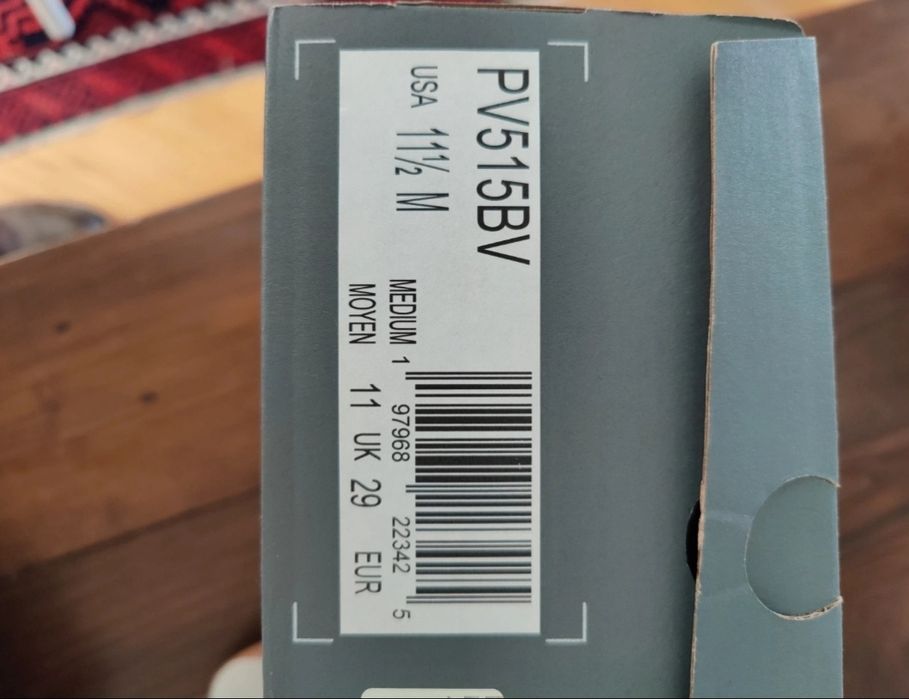 PV515BV
USA 11½ M
MEDIUM
MOYEN
11 UK 29 EUR
1 97968 22342 5